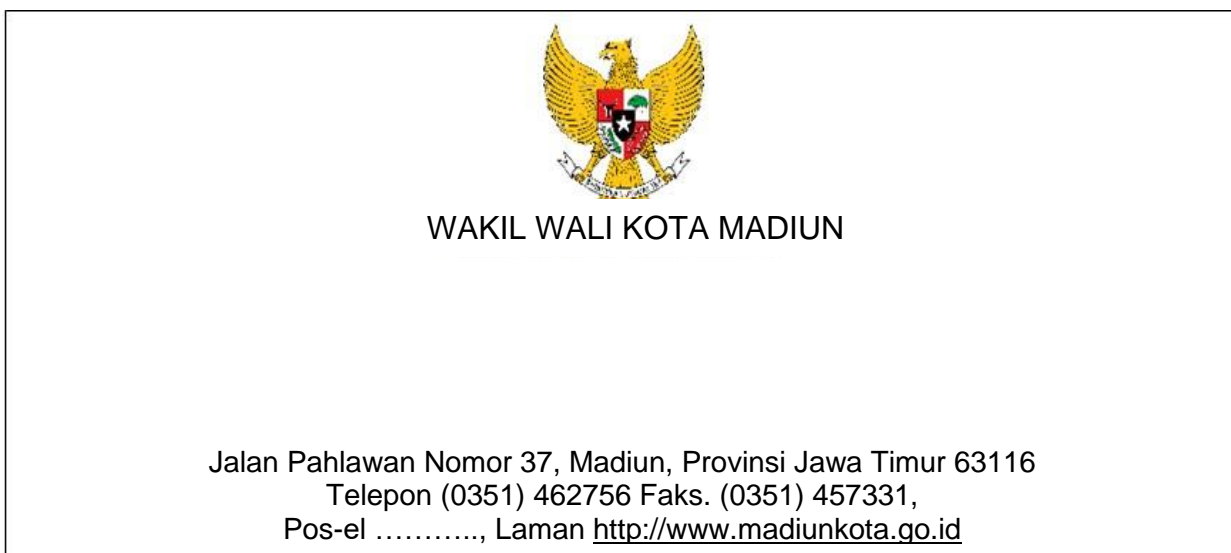 WAKIL WALI KOTA MADIUN
Jalan Pahlawan Nomor 37, Madiun, Provinsi Jawa Timur 63116
Telepon (0351) 462756 Faks. (0351) 457331,
Pos-el ……….., Laman http://www.madiunkota.go.id